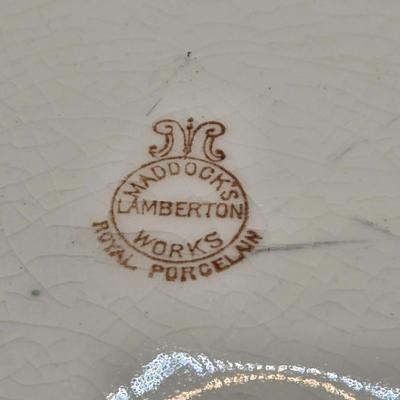 MADDOCK'S
LAMBERTON
WORKS
ROYAL PORCELAIN